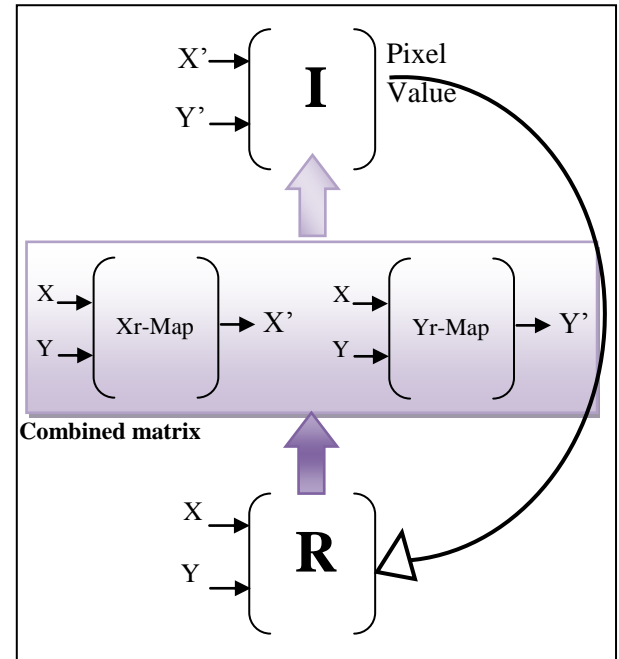 X’
Y’
I
Pixel
Value
X
Y
Xr-Map
X’
X
Y
Yr-Map
Y’
Combined matrix
X
Y
R